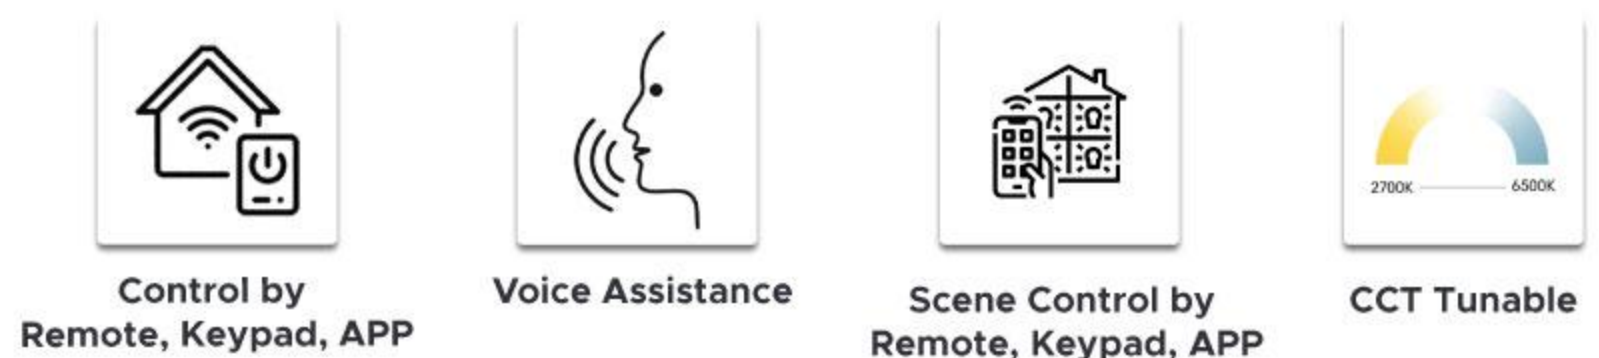 2700K
6500K
Control by
Remote, Keypad, APP
Voice Assistance
Scene Control by
Remote, Keypad, APP
CCT Tunable